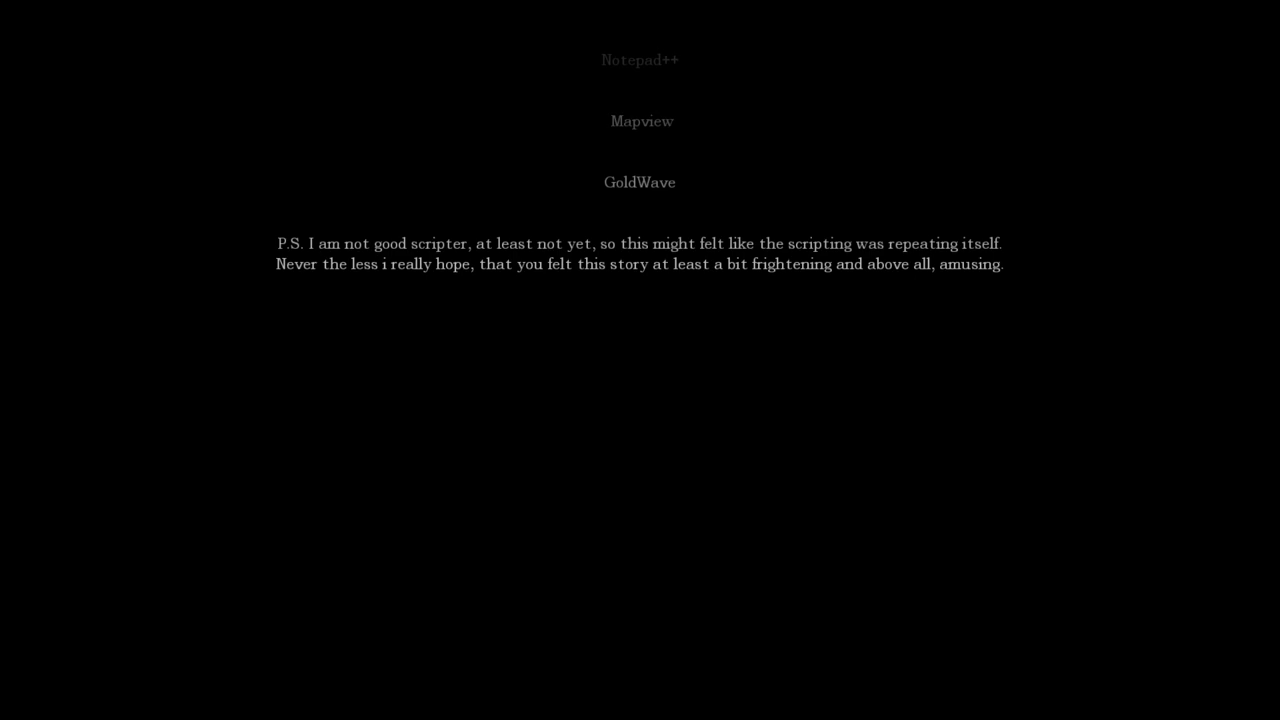 Notepad++
Mapview
GoldWave
P.S. I am not good scripter, at least not yet, so this might felt like the scripting was repeating itself.
Never the less i really hope, that you felt this story at least a bit frightening and above all, amusing.